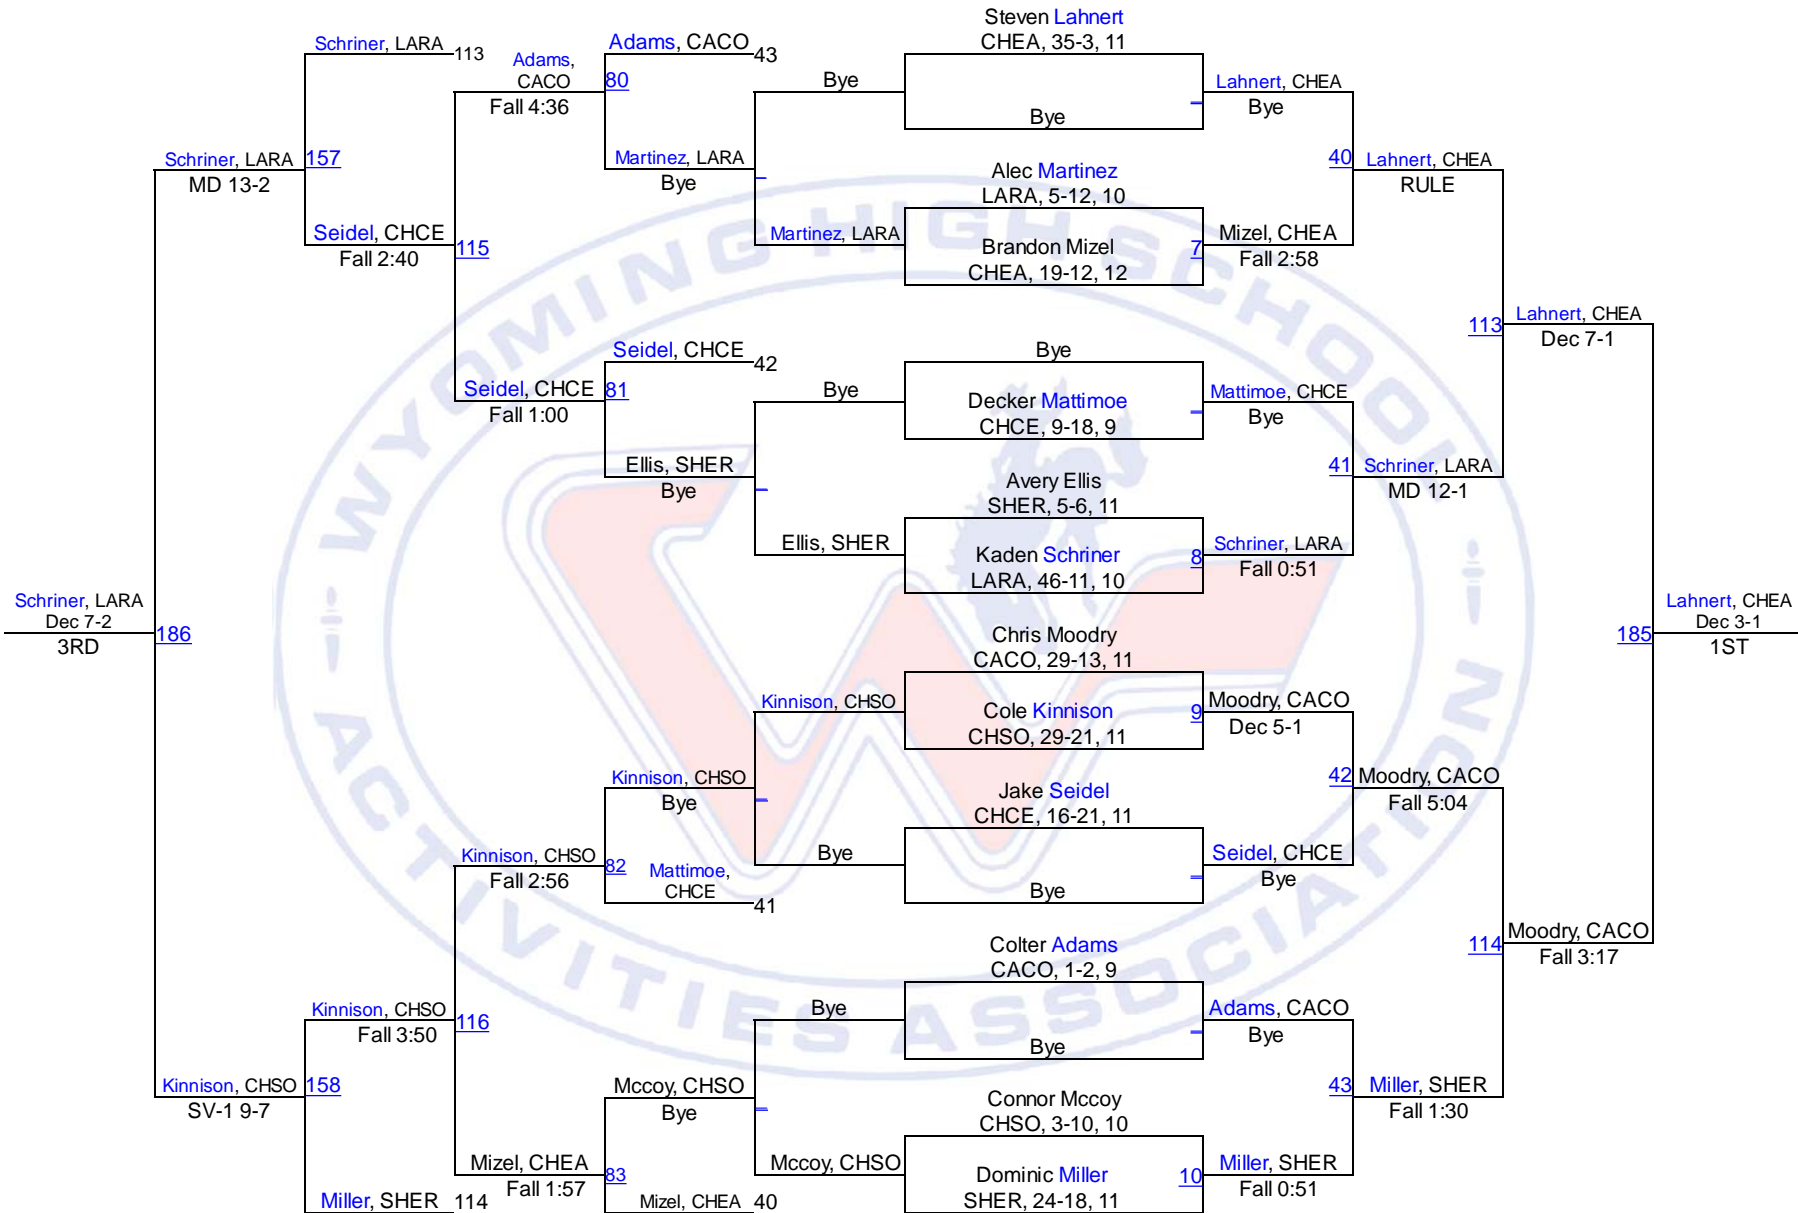 Steven Lahnert
CHEA, 35-3, 11
Schriner, LARA 113
Adams, CACO 43
Adams,
CACO
80
Bye
Lahnert, CHEA
Fall 4:36
Bye
Bye
Schriner, LARA
157
Martinez, LARA
40
Lahnert, CHEA
MD 13-2
Bye
Alec Martinez
LARA, 5-12, 10
RULE
Seidel, CHCE
115
Martinez, LARA
Brandon Mizel
CHEA, 19-12, 12
7
Mizel, CHEA
Fall 2:40
Fall 2:58
113
Lahnert, CHEA
Dec 7-1
Seidel, CHCE
42
Bye
Seidel, CHCE
81
Bye
Decker Mattimoe
CHCE, 9-18, 9
Mattimoe, CHCE
Fall 1:00
Bye
Ellis, SHER
Bye
Avery Ellis
SHER, 5-6, 11
41
Schriner, LARA
MD 12-1
Ellis, SHER
Kaden Schriner
LARA, 46-11, 10
8
Schriner, LARA
Fall 0:51
Schriner, LARA
Dec 7-2
3RD
186
Chris Moodry
CACO, 29-13, 11
185
Lahnert, CHEA
Dec 3-1
1ST
Kinnison, CHSO
Cole Kinnison
CHSO, 29-21, 11
9
Moodry, CACO
Dec 5-1
Kinnison, CHSO
Bye
Jake Seidel
CHCE, 16-21, 11
42
Moodry, CACO
Fall 5:04
Kinnison, CHSO
Fall 2:56
82
Mattimoe,
CHCE
41
Bye
Bye
Seidel, CHCE
Bye
Colter Adams
CACO, 1-2, 9
114
Moodry, CACO
Fall 3:17
Kinnison, CHSO
Fall 3:50
116
Bye
Bye
Adams, CACO
Bye
Kinnison, CHSO
SV-1 9-7
158
Mccoy, CHSO
Bye
Connor Mccoy
CHSO, 3-10, 10
43
Miller, SHER
Fall 1:30
Mizel, CHEA
Fall 1:57
83
Mccoy, CHSO
Dominic Miller
SHER, 24-18, 11
10
Miller, SHER
Fall 0:51
Miller, SHER 114
Mizel, CHEA 40
WYOMING HIGH SCHOOL
ACTIVITIES ASSOCIATION